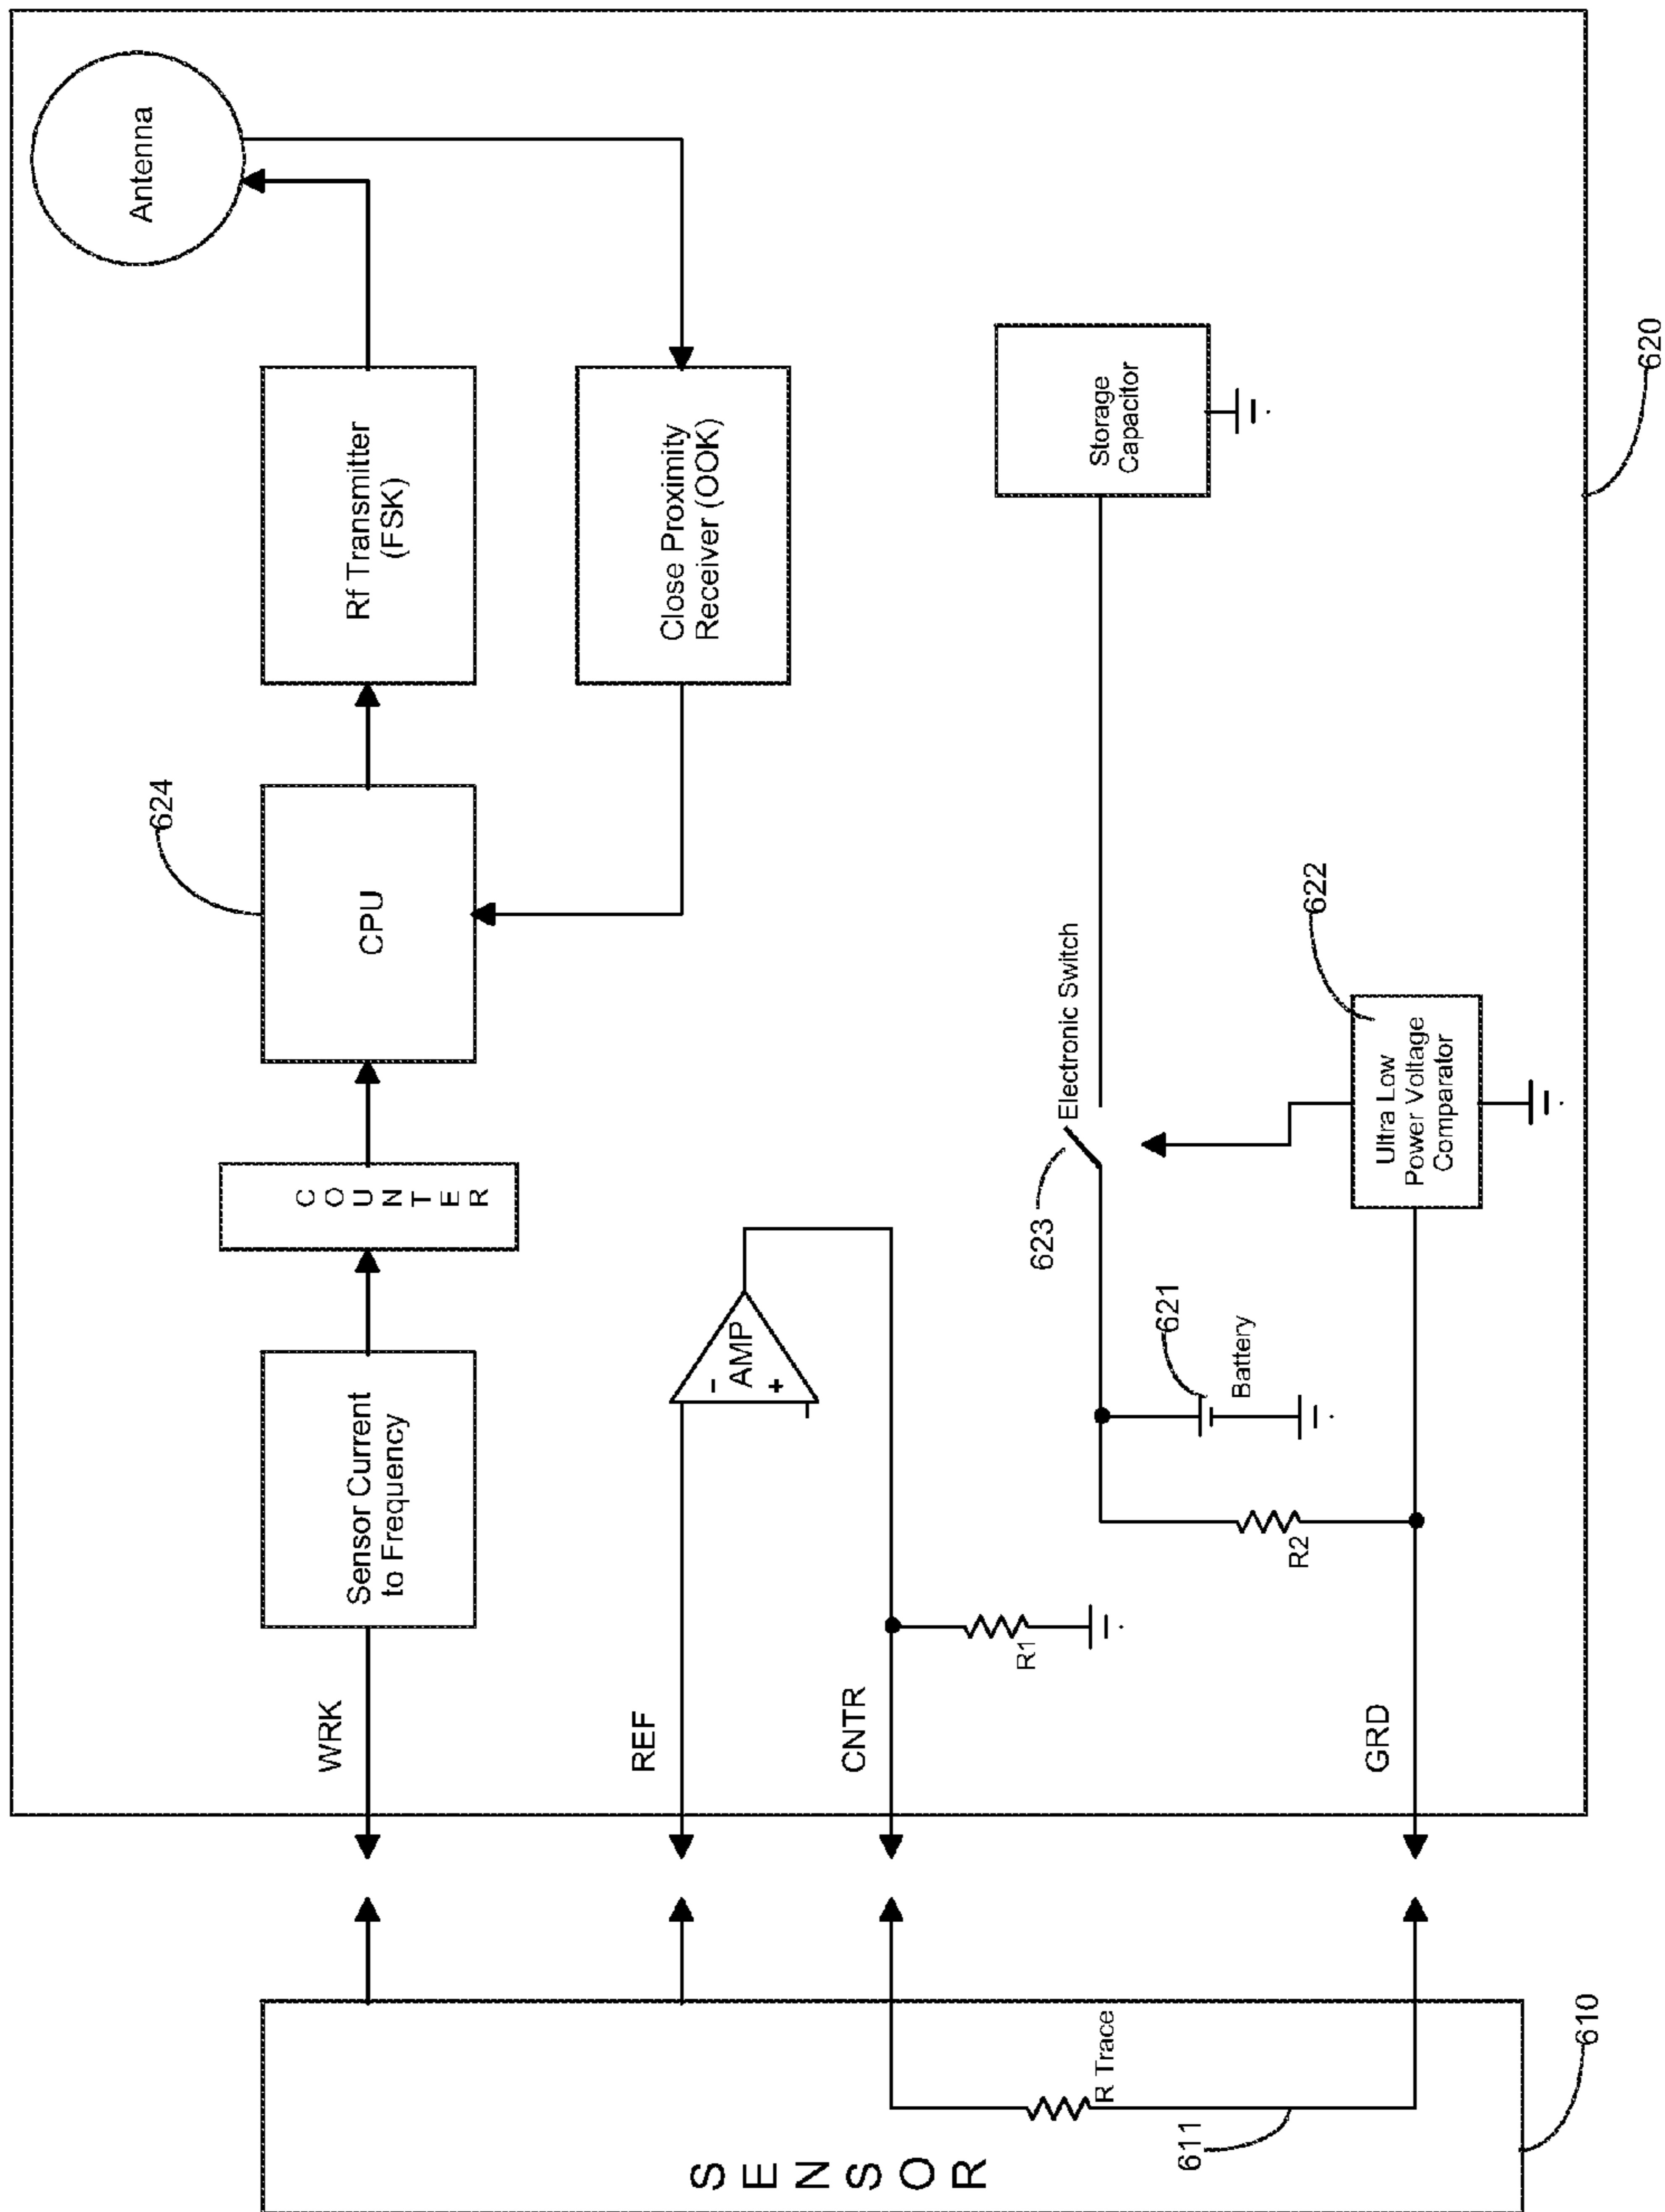 SENSOR
R Trace
611
610
WRK
REF
CNTR
GRD
Sensor Current
to Frequency
COUNTER
CPU
624
Rf Transmitter
(FSK)
Antenna
Close Proximity
Receiver (OOK)
-
AMP
+
R1
R2
621
Battery
623
Electronic Switch
Storage
Capacitor
Ultra Low
Power Voltage
Comparator
622
620